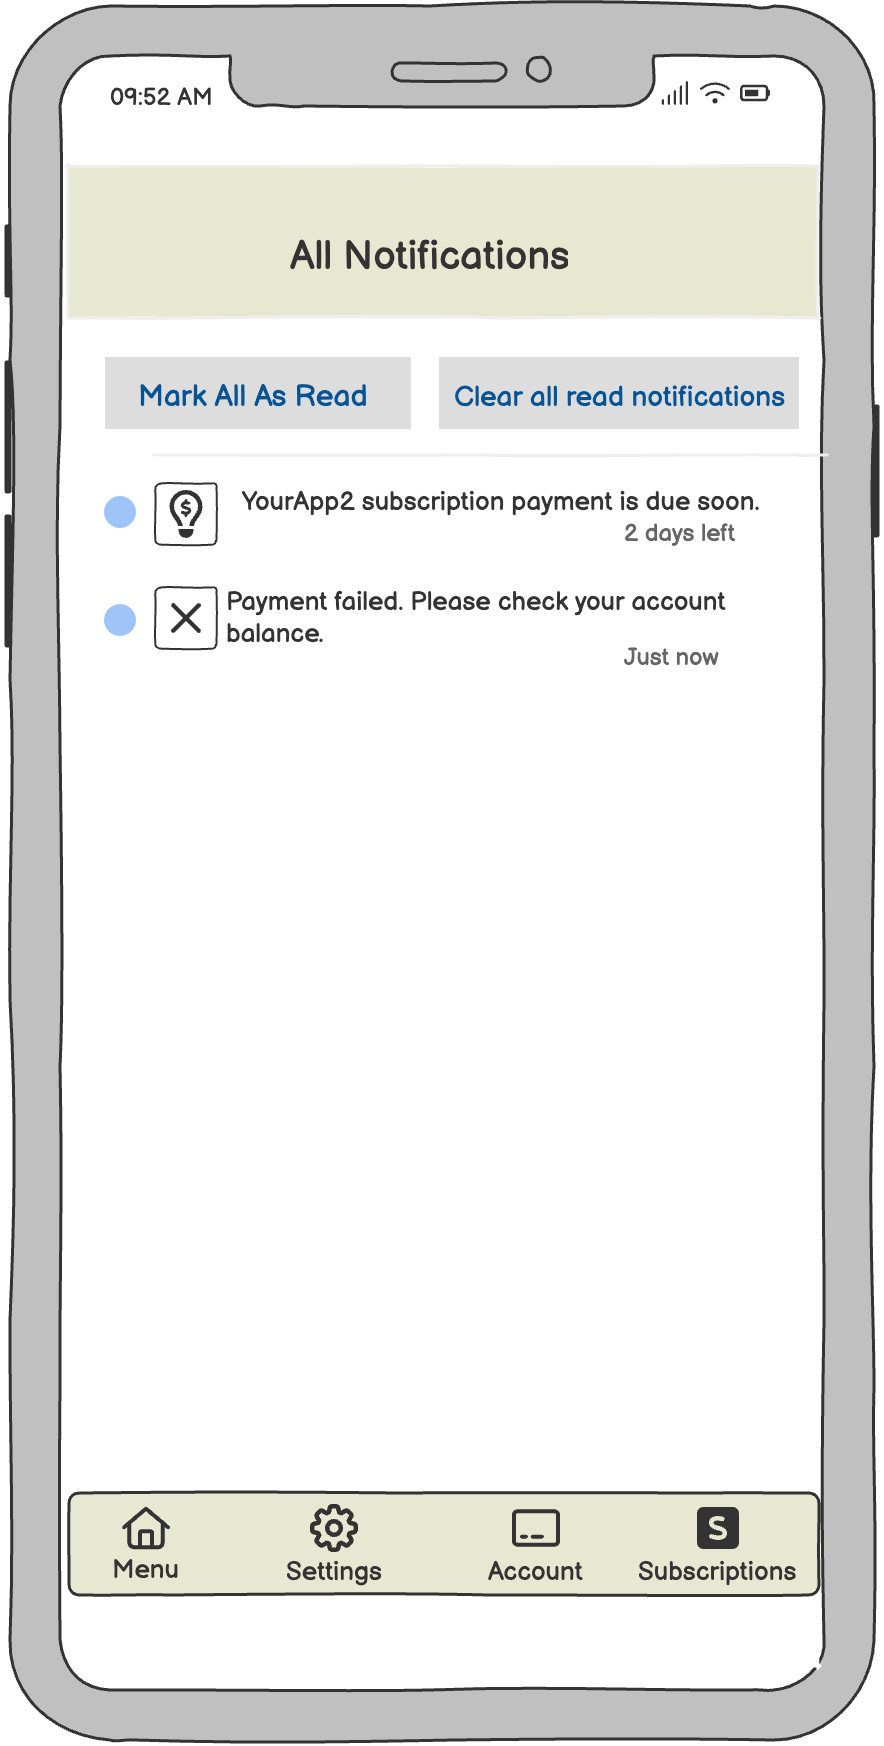 09:52 AM
All Notifications
Mark All As Read
Clear all read notifications
$
YourApp2 subscription payment is due soon.
2 days left
Payment failed. Please check your account
balance.
Just now
S
Menu
Settings
Account
Subscriptions